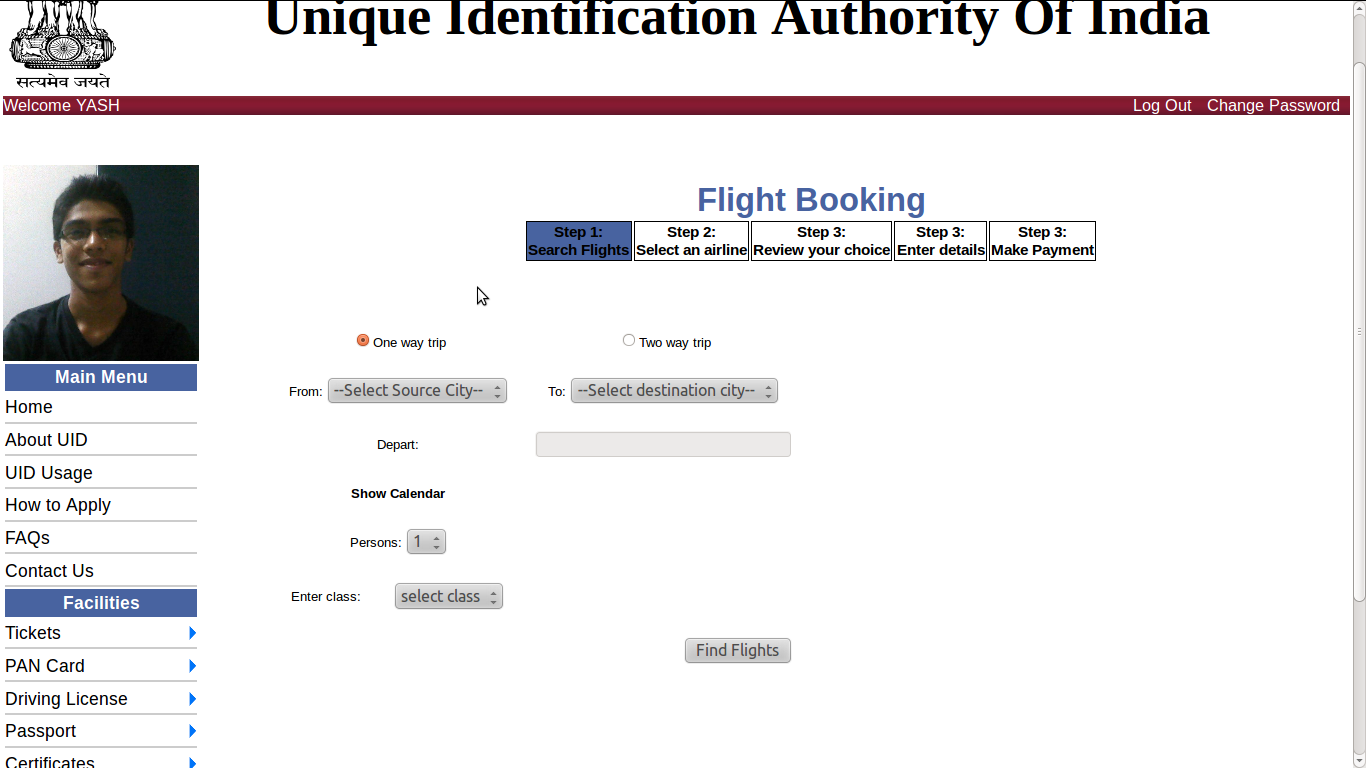 Unique Identification Authority Of India
सत्यमेव जयते
Welcome YASH
Log Out Change Password
Flight Booking
Step 1:
Search Flights
Step 2:
Select an airline
Step 3:
Review your choice
Step 3:
Enter details
Step 3:
Make Payment
One way trip
Two way trip
From: --Select Source City--
To: --Select destination city--
Depart:
Show Calendar
Persons: 1
Enter class: select class
Find Flights
Main Menu
Home
About UID
UID Usage
How to Apply
FAQs
Contact Us
Facilities
Tickets
PAN Card
Driving License
Passport
Certificates